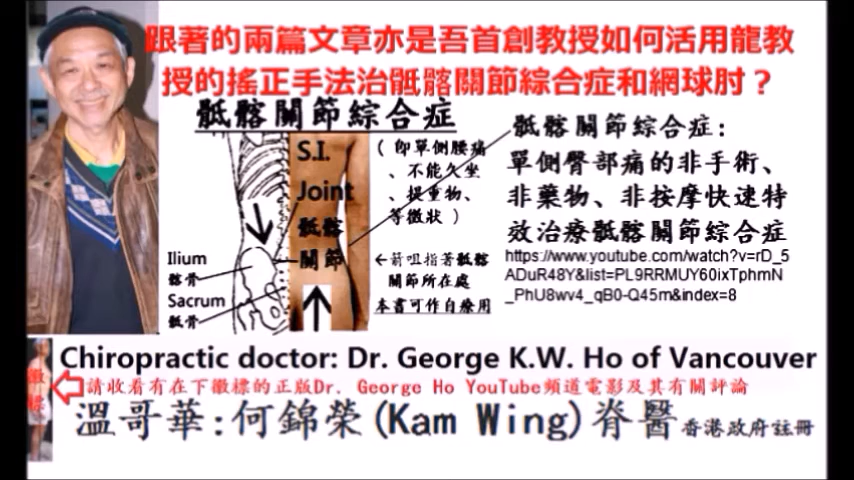 跟著的兩篇文章亦是吾首創教授如何活用龍教
授的搖正手法治骶髂關節綜合症和網球肘？
骶髂關節綜合症
S.I.
Joint
骶髂
關節
Ilium
髂骨
Sacrum
骶骨
( 即單側腰痛
、不能久坐
、提重物、
等徵狀 )
←箭咀指著骶髂
關節所在處
本書可作自療用
骶髂關節綜合症:
單側臀部痛的非手術、
非藥物、非按摩快速特
效治療骶髂關節綜合症
https://www.youtube.com/watch?v=rD_5
ADuR48Y&list=PL9RRMUY60ixTphmN
_PhU8wv4_qB0-Q45m&index=8
Chiropractic doctor: Dr. George K.W. Ho of Vancouver
徽標
請收看有在下徽標的正版Dr. George Ho YouTube頻道電影及其有關評論
溫哥華:何錦榮(Kam Wing)脊醫香港政府註冊